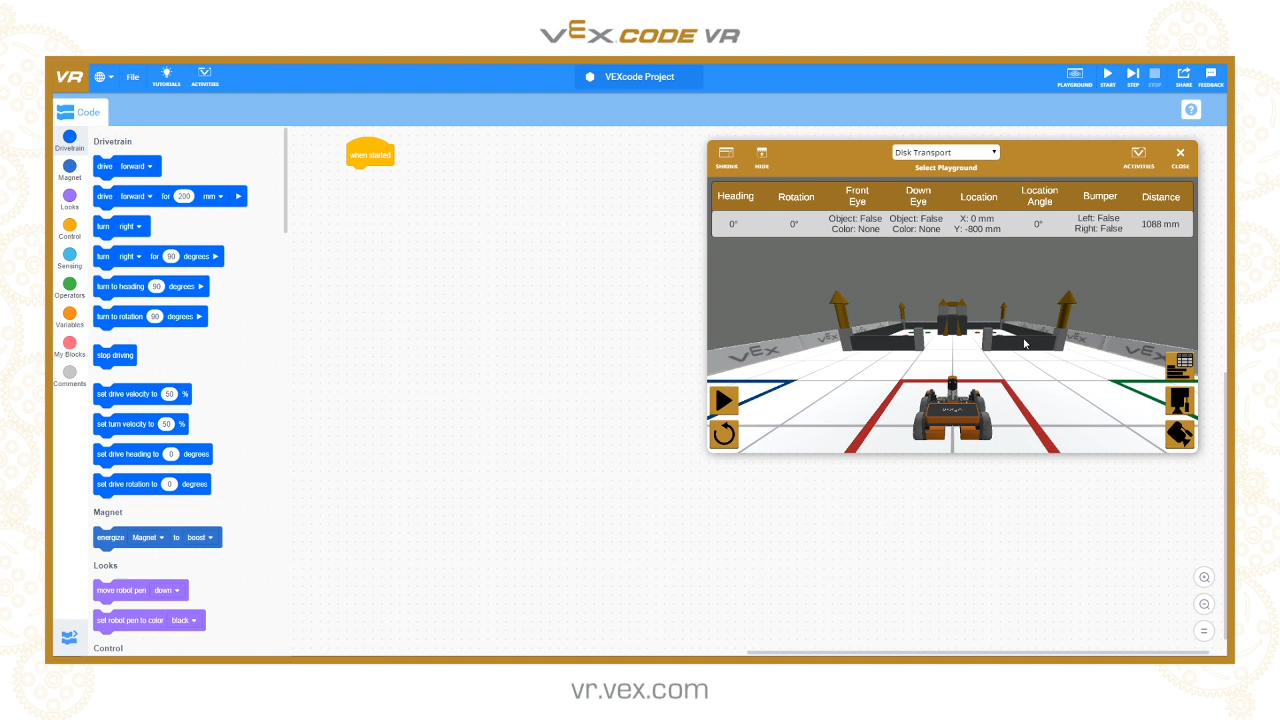 VEX CODE VR
VR
File
TUTORIALS
ACTIVITIES
VEXcode Project
PLAYGROUND
START
STEP
STOP
SHARE
FEEDBACK
Code
?
Drivetrain
Magnet
Looks
Control
Sensing
Operators
Variables
My Blocks
Comments
Drivetrain
drive forward
drive forward for 200 mm
turn right
turn right for 90 degrees
turn to heading 90 degrees
turn to rotation 90 degrees
stop driving
set drive velocity to 50 %
set turn velocity to 50 %
set drive heading to 0 degrees
set drive rotation to 0 degrees
Magnet
energize Magnet to boost
Looks
move robot pen down
set robot pen to color black
Control
when started
SHRINK
HIDE
Disk Transport
Select Playground
ACTIVITIES
CLOSE
Heading Rotation Front Eye Down Eye Location Location Angle Bumper Distance
0° 0° Object: False Object: False X: 0 mm 0° Left: False 1088 mm
Color: None Color: None Y: -800 mm Right: False
VEX VEX VEX VEX
vr.vex.com